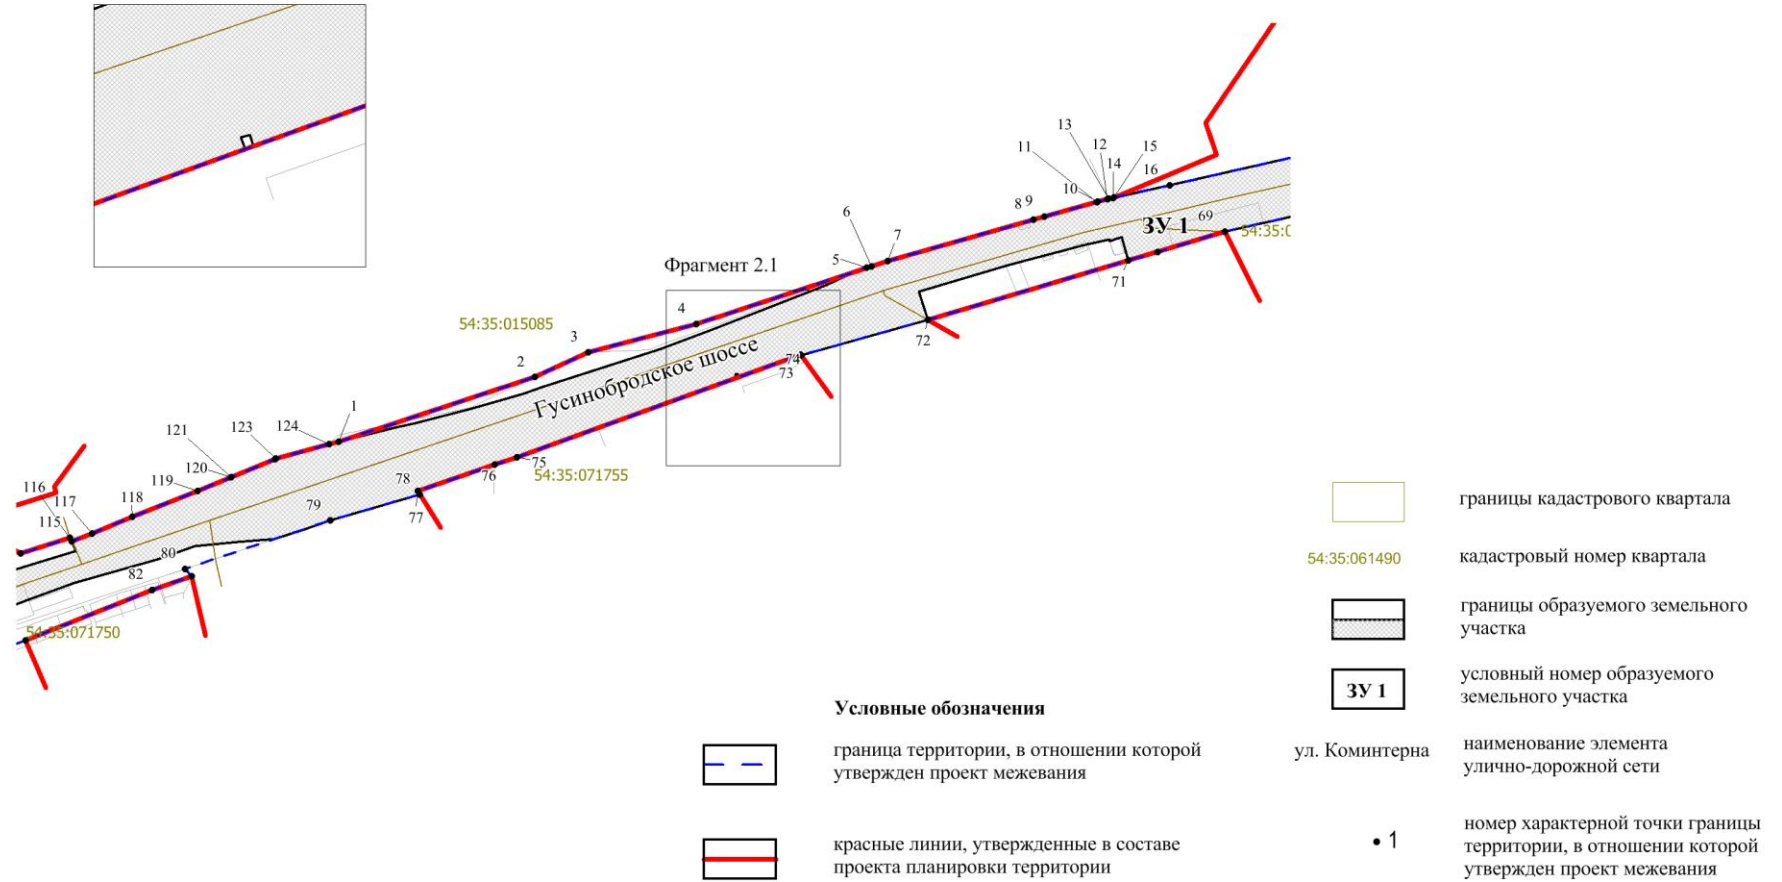 13
12
15
11
14
16
10
8
9
ЗУ 1
69
54:35:0
6
7
5
71
Фрагмент 2.1
4
54:35:015085
3
72
2
74
73
Гусинобродское шоссе
1
124
123
121
120
119
75
76
54:35:071755
78
77
79
116
117
118
115
80
82
54:35:071750
границы кадастрового квартала
54:35:061490
кадастровый номер квартала
границы образуемого земельного
участка
ЗУ 1
условный номер образуемого
земельного участка
Условные обозначения
граница территории, в отношении которой
утвержден проект межевания
ул. Коминтерна
наименование элемента
улично-дорожной сети
красные линии, утвержденные в составе
проекта планировки территории
1
номер характерной точки границы
территории, в отношении которой
утвержден проект межевания